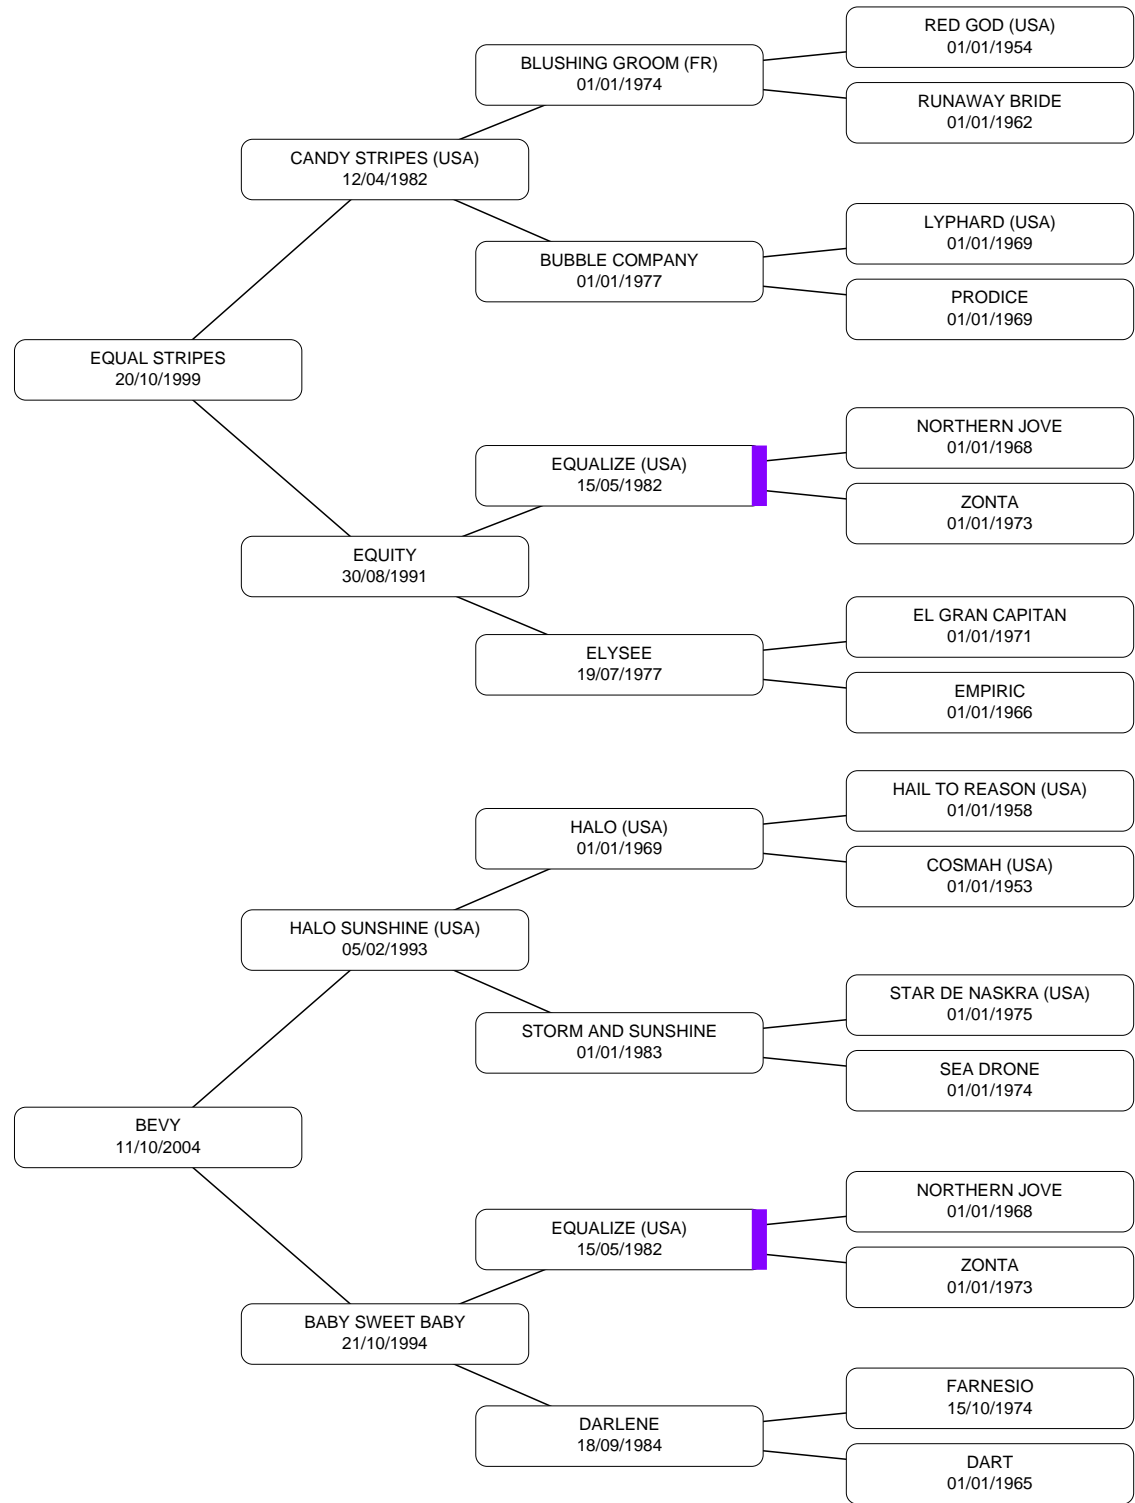 RED GOD (USA)
01/01/1954
BLUSHING GROOM (FR)
01/01/1974
RUNAWAY BRIDE
01/01/1962
CANDY STRIPES (USA)
12/04/1982
LYPHARD (USA)
01/01/1969
BUBBLE COMPANY
01/01/1977
PRODICE
01/01/1969
EQUAL STRIPES
20/10/1999
NORTHERN JOVE
01/01/1968
EQUALIZE (USA)
15/05/1982
ZONTA
01/01/1973
EQUITY
30/08/1991
EL GRAN CAPITAN
01/01/1971
ELYSEE
19/07/1977
EMPIRIC
01/01/1966
HAIL TO REASON (USA)
01/01/1958
HALO (USA)
01/01/1969
COSMAH (USA)
01/01/1953
HALO SUNSHINE (USA)
05/02/1993
STAR DE NASKRA (USA)
01/01/1975
STORM AND SUNSHINE
01/01/1983
SEA DRONE
01/01/1974
BEVY
11/10/2004
NORTHERN JOVE
01/01/1968
EQUALIZE (USA)
15/05/1982
ZONTA
01/01/1973
BABY SWEET BABY
21/10/1994
FARNESIO
15/10/1974
DARLENE
18/09/1984
DART
01/01/1965